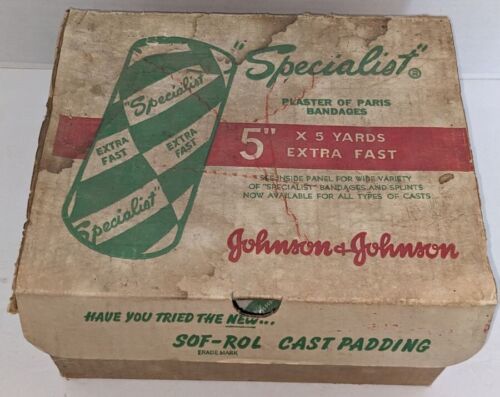 "Specialist"®
PLASTER OF PARIS
BANDAGES
5" X 5 YARDS
EXTRA FAST
SEE INSIDE PANEL FOR WIDE VARIETY
OF "SPECIALIST" BANDAGES AND SPLINTS
NOW AVAILABLE FOR ALL TYPES OF CASTS
Johnson & Johnson
"Specialist"
EXTRA
FAST
EXTRA
FAST
Specialist"
HAVE YOU TRIED THE NEW...
SOF-ROL CAST PADDING
TRADE MARK